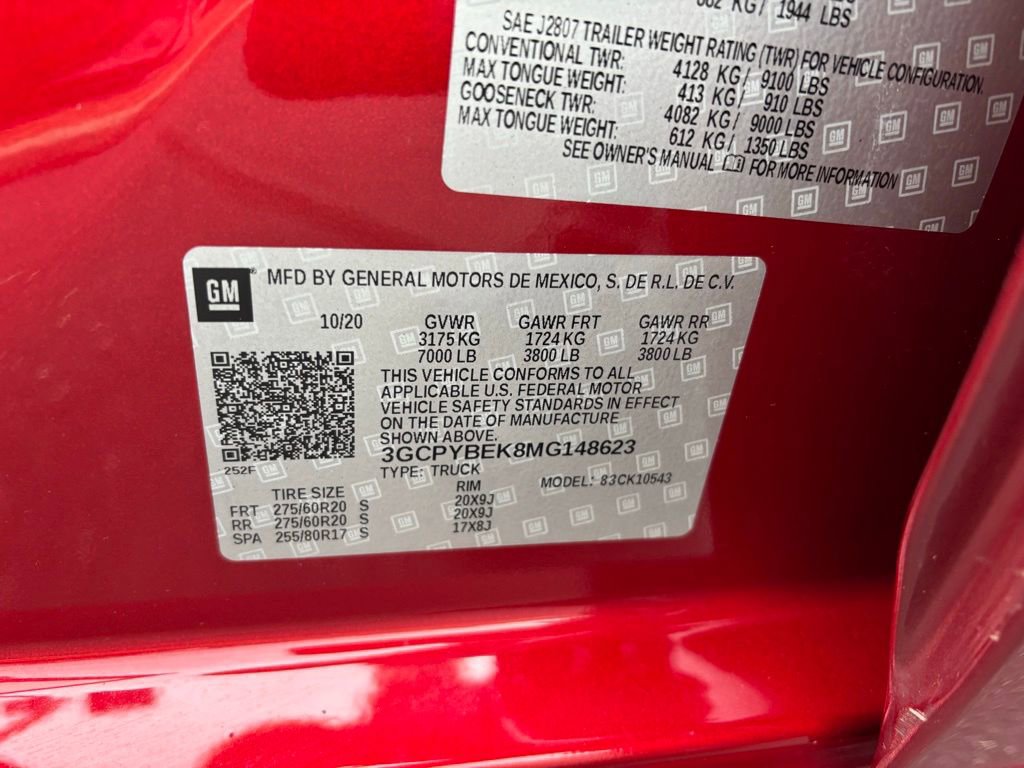 KG/ 1944 LBS
SAE J2807 TRAILER WEIGHT RATING (TWR) FOR VEHICLE CONFIGURATION.
CONVENTIONAL TWR: 4128 KG/ 9100 LBS
MAX TONGUE WEIGHT: 413 KG/ 910 LBS
GOOSENECK TWR: 4082 KG/ 9000 LBS
MAX TONGUE WEIGHT: 612 KG/ 1350 LBS
SEE OWNER'S MANUAL FOR MORE INFORMATION
GM® MFD BY GENERAL MOTORS DE MEXICO, S. DE R.L. DE C.V.
10/20 GVWR GAWR FRT GAWR RR
3175 KG 1724 KG 1724 KG
7000 LB 3800 LB 3800 LB
THIS VEHICLE CONFORMS TO ALL
APPLICABLE U.S. FEDERAL MOTOR
VEHICLE SAFETY STANDARDS IN EFFECT
ON THE DATE OF MANUFACTURE
SHOWN ABOVE.
3GCPYBEK8MG148623
252F TYPE: TRUCK MODEL: 83CK10543
TIRE SIZE RIM
FRT 275/60R20 S 20X9J
RR 275/60R20 S 20X9J
SPA 255/80R17 S 17X8J